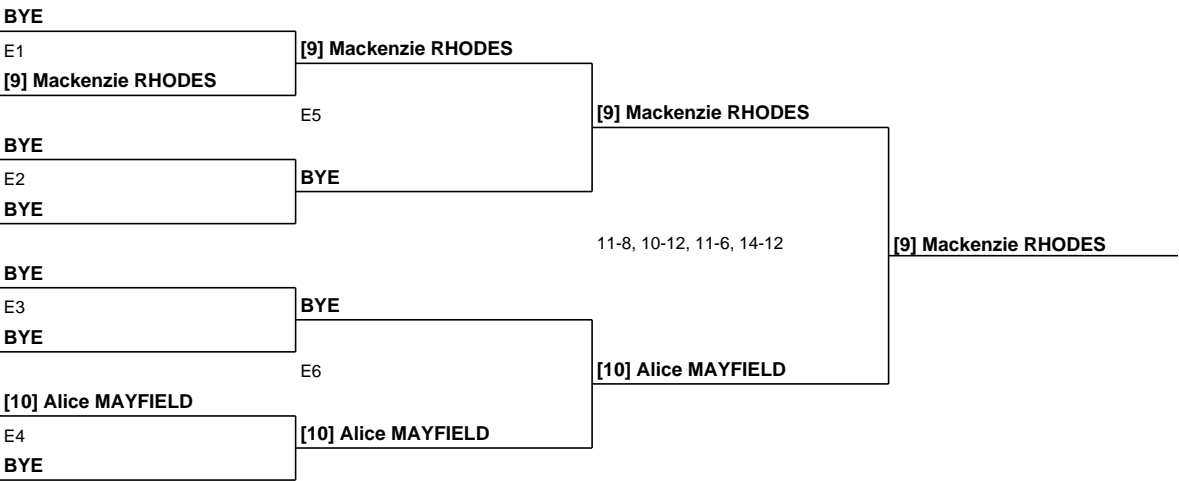 BYE
E1
[9] Mackenzie RHODES
[9] Mackenzie RHODES
E5
[9] Mackenzie RHODES
BYE
E2
BYE
BYE
11-8, 10-12, 11-6, 14-12
[9] Mackenzie RHODES
BYE
E3
BYE
BYE
E6
[10] Alice MAYFIELD
[10] Alice MAYFIELD
E4
[10] Alice MAYFIELD
BYE